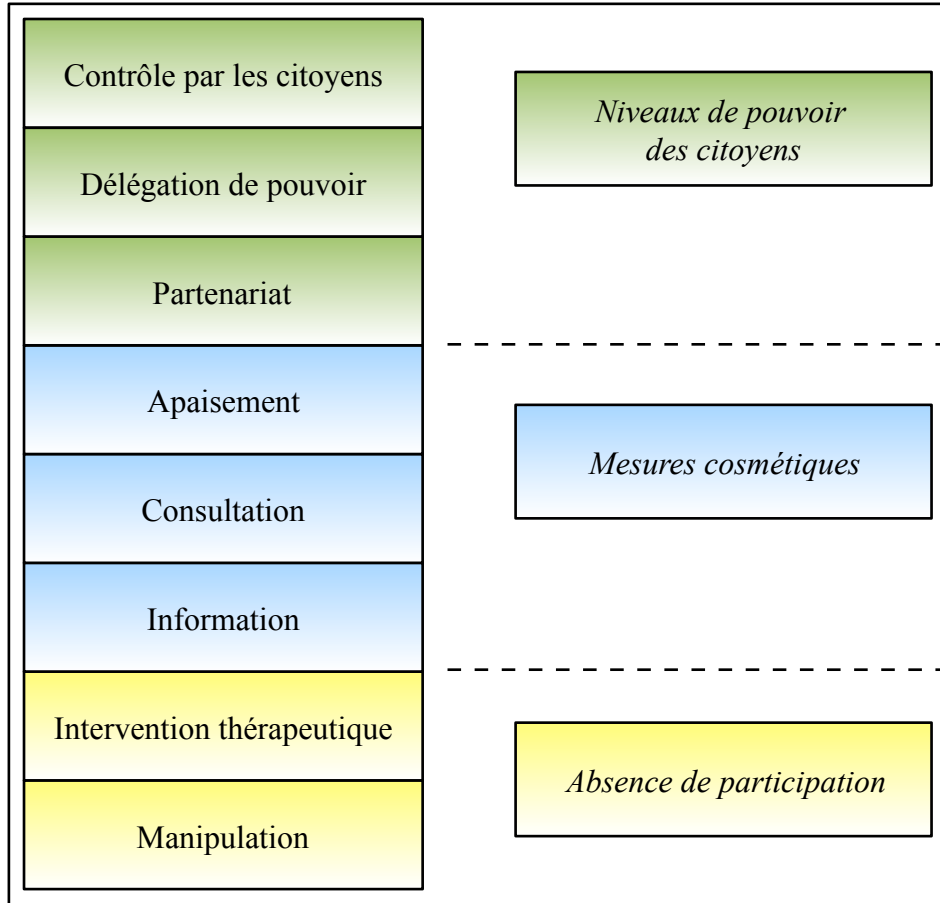 Contrôle par les citoyens
Délégation de pouvoir
Partenariat
Apaisement
Consultation
Information
Intervention thérapeutique
Manipulation
Niveaux de pouvoir
des citoyens
Mesures cosmétiques
Absence de participation